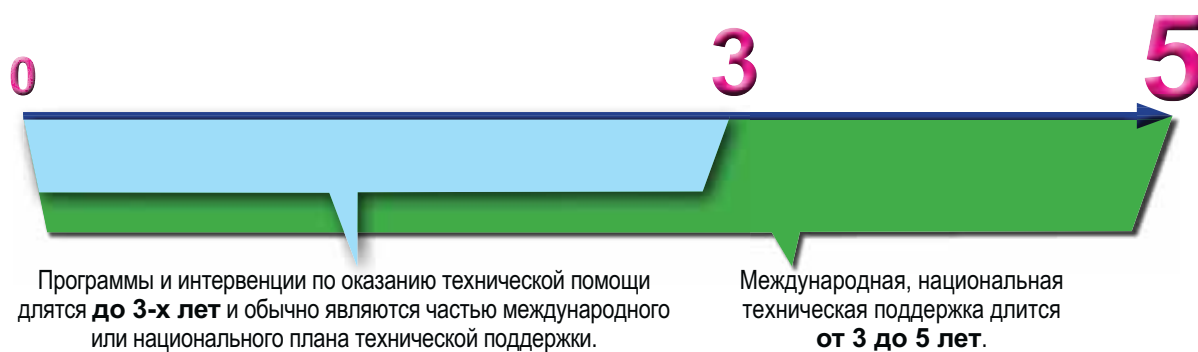 0
3
5
Программы и интервенции по оказанию технической помощи
длятся до 3-х лет и обычно являются частью международного
или национального плана технической поддержки.
Международная, национальная
техническая поддержка длится
от 3 до 5 лет.